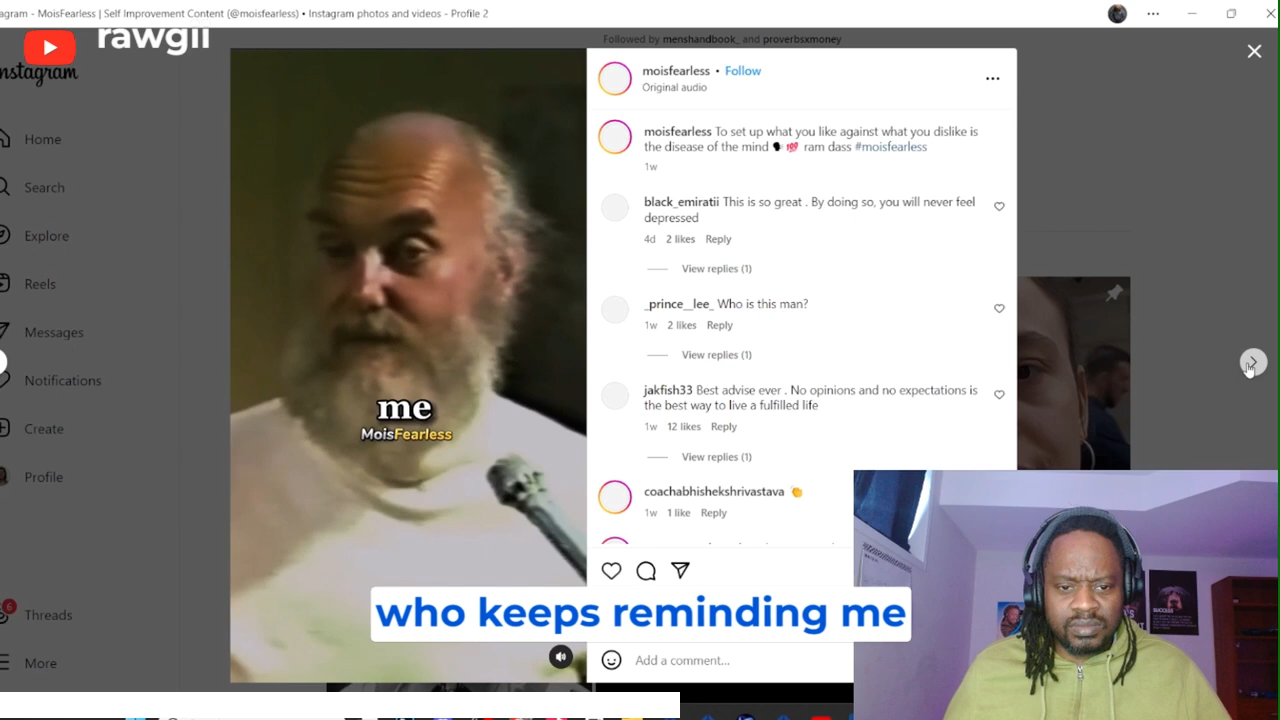 agram - MoisFearless | Self Improvement Content (@moisfearless) • Instagram photos and videos - Profile 2
rawgii
Followed by menshandbook_ and proverbsxmoney
nstagram
Home
Search
Explore
Reels
Messages
Notifications
Create
Profile
6
Threads
More
me
MoisFearless
moisfearless • Follow
Original audio
moisfearless To set up what you like against what you dislike is
the disease of the mind 🗣 💯 ram dass #moisfearless
1w
black_emiratii This is so great . By doing so, you will never feel
depressed
4d 2 likes Reply
View replies (1)
_prince__lee_ Who is this man?
1w 2 likes Reply
View replies (1)
jakfish33 Best advise ever . No opinions and no expectations is
the best way to live a fulfilled life
1w 12 likes Reply
View replies (1)
coachabhishekshrivastava 👏
1w 1 like Reply
who keeps reminding me
Add a comment...
SUCCESS